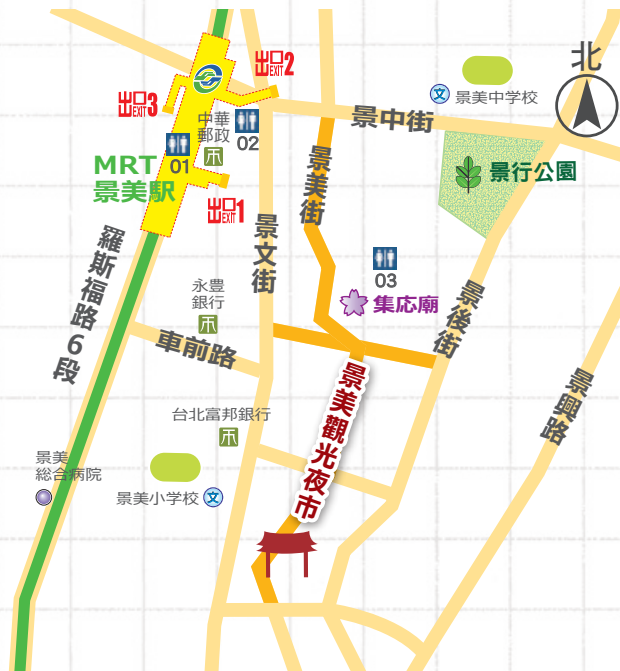 北
出口2
EXIT
景美中学校
文
出口3
EXIT
中華
郵政
02
景中街
01
MRT
景美駅
景美街
景行公園
出口1
EXIT
景文街
羅斯福路6段
03
永豊
銀行
集応廟
景後街
車前路
景美觀光夜市
景興路
台北富邦銀行
景美
総合病院
景美小学校
文